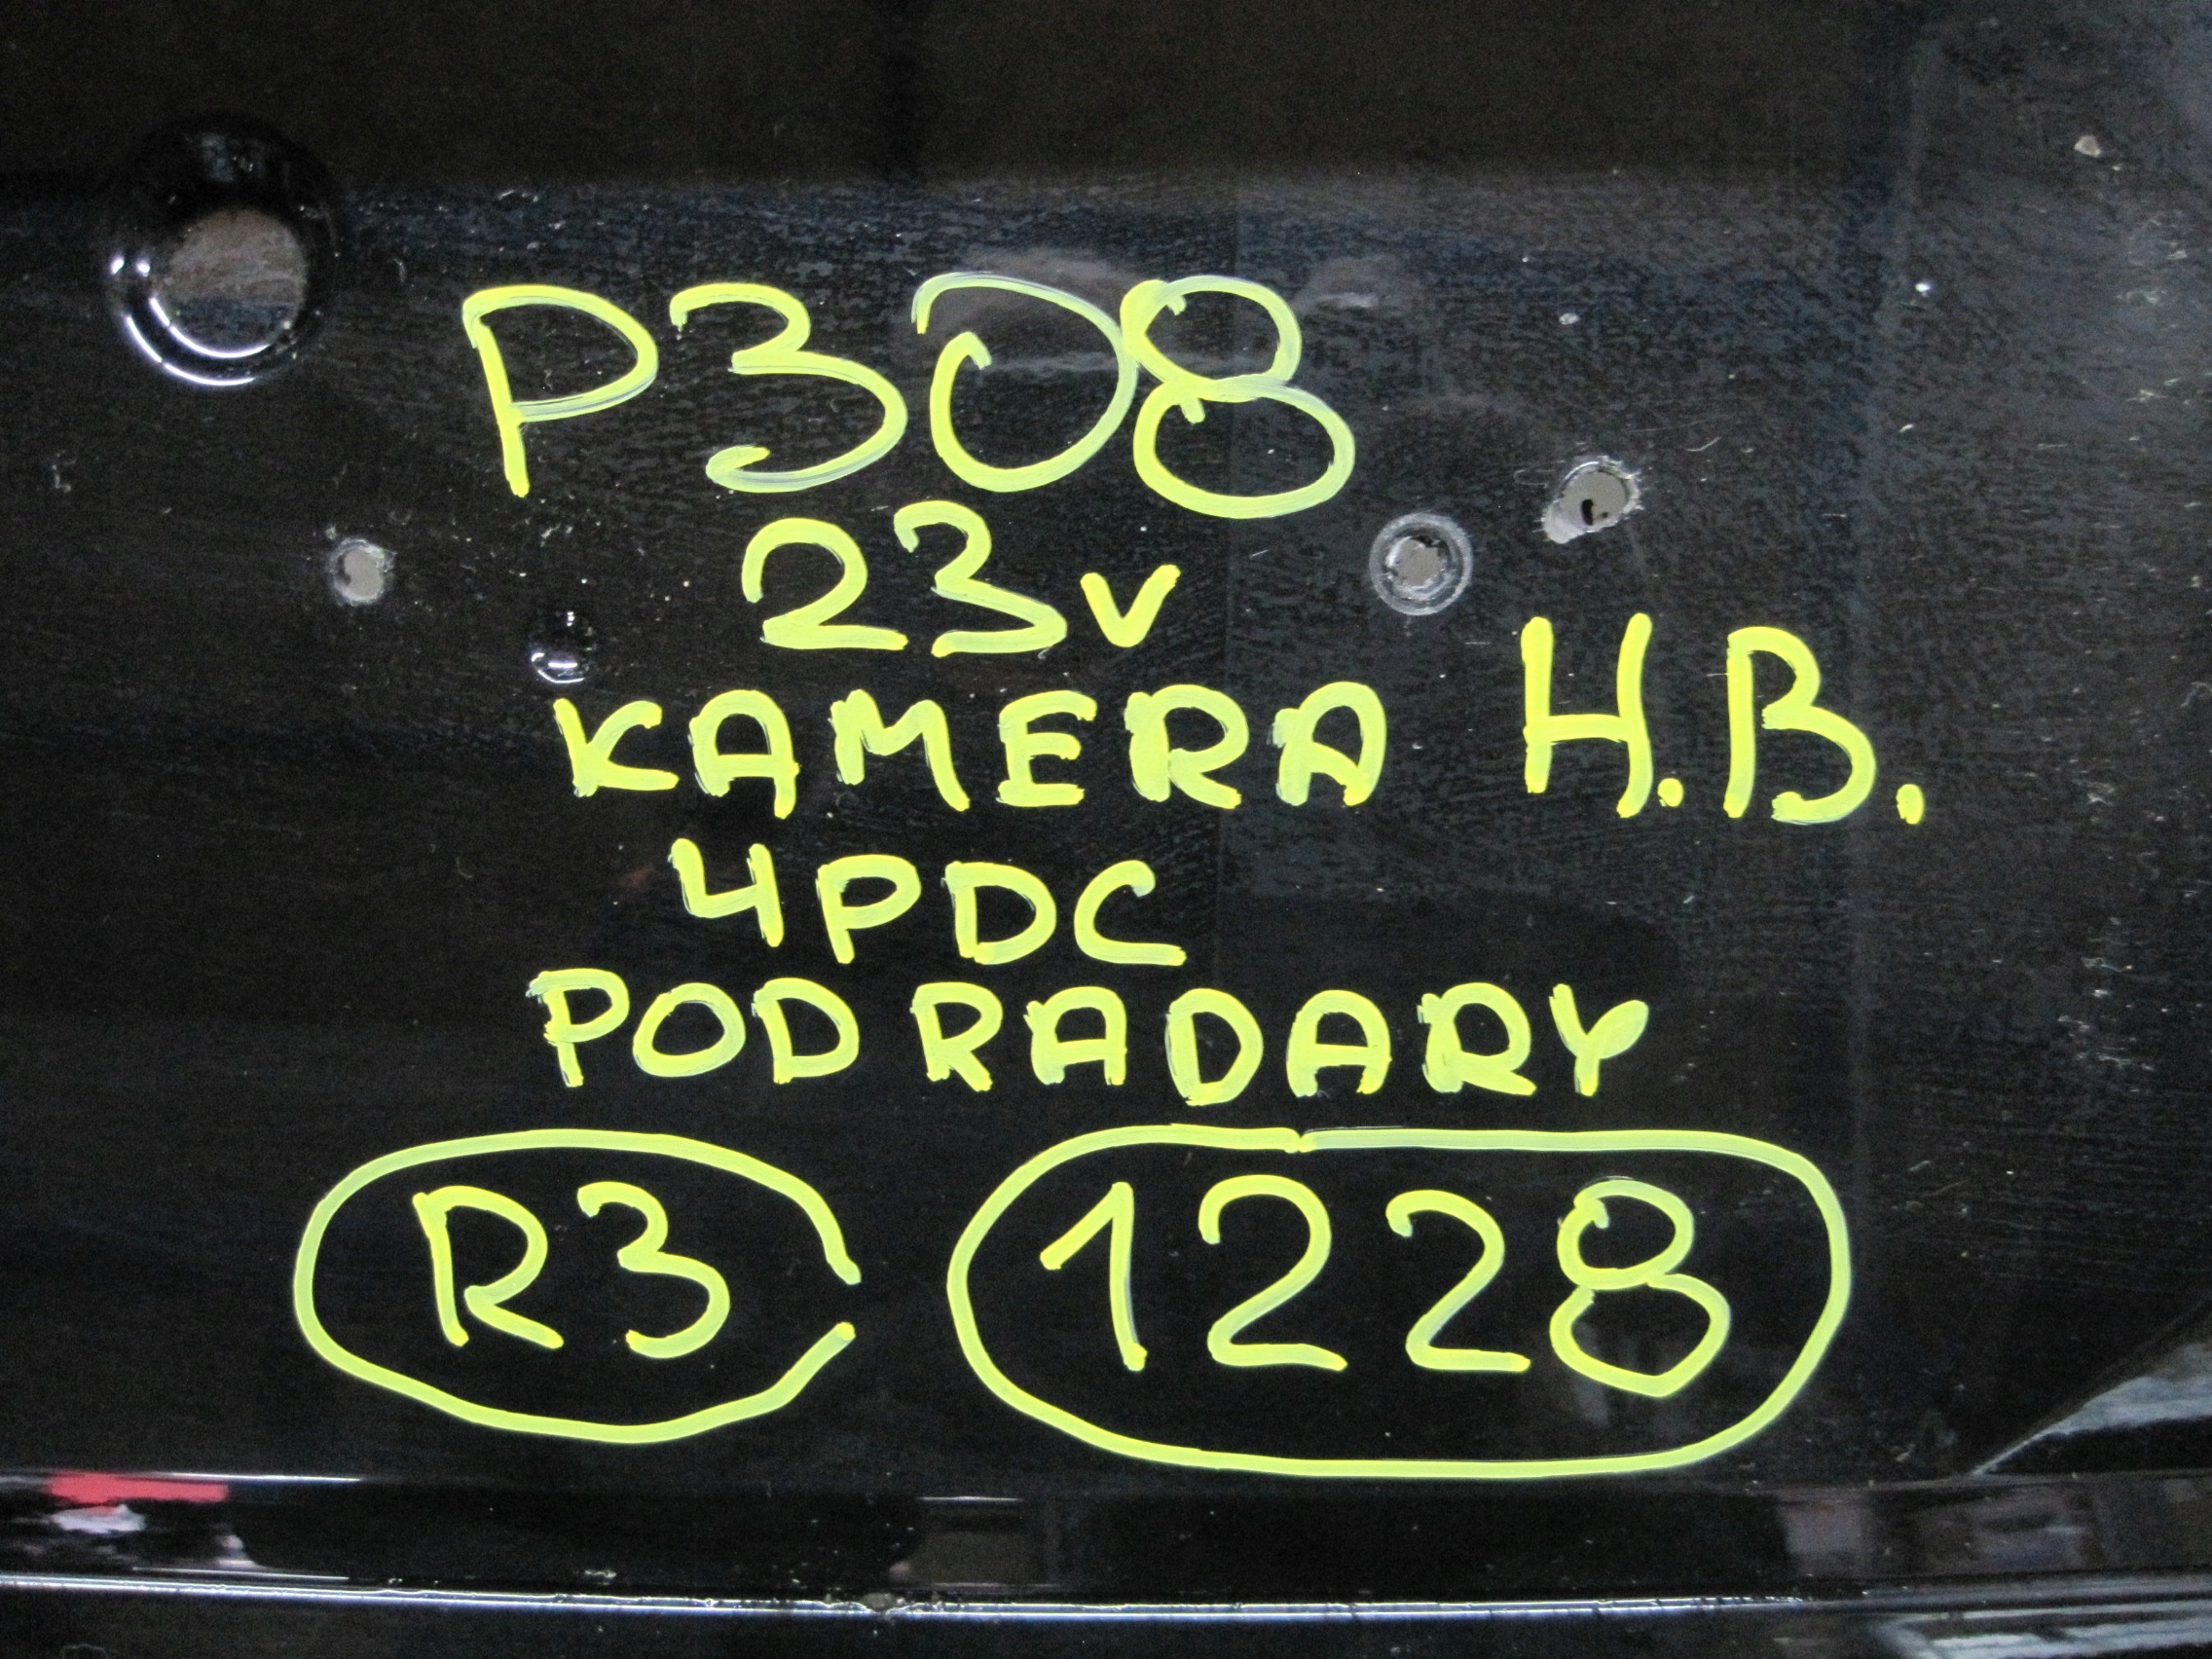 P308
23v
KAMERA H.B.
4PDC
POD RADARY
R3 1228